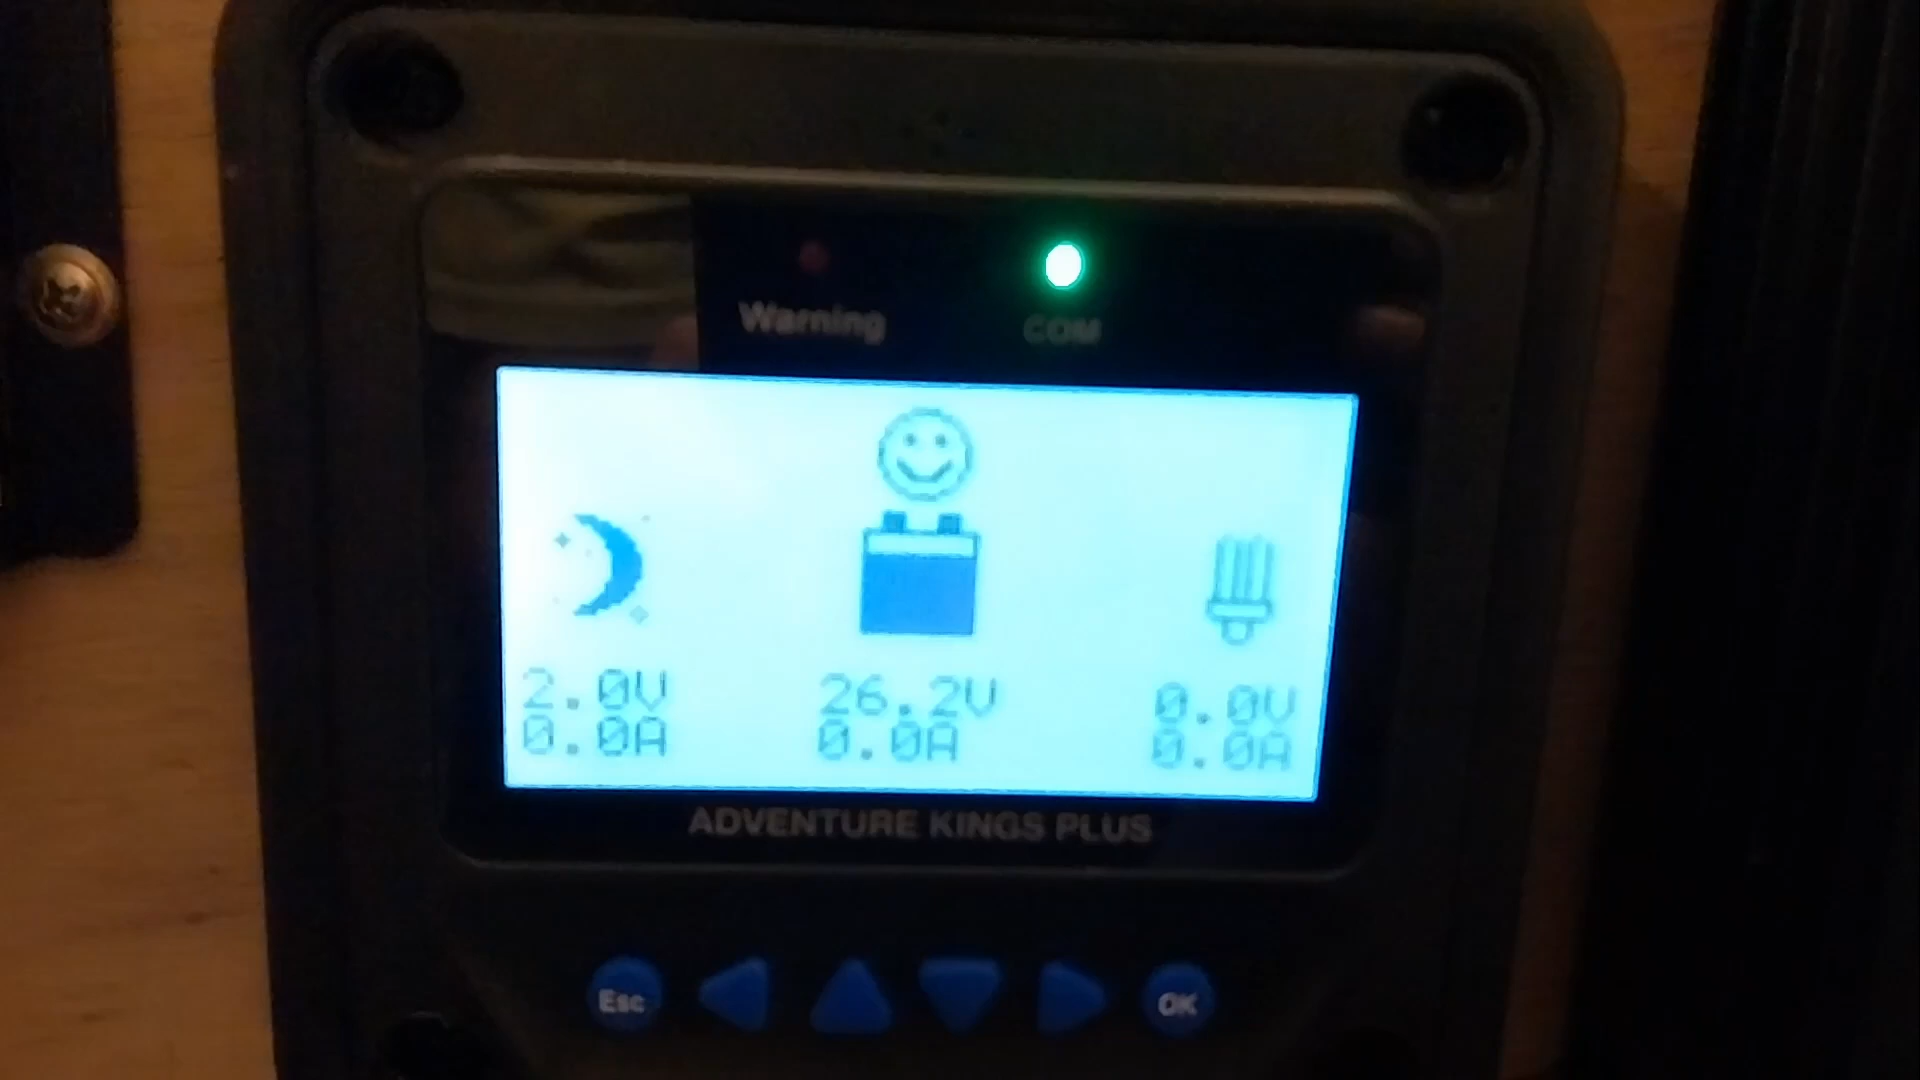 Warning COM
2.0V 26.2V 0.0V
0.0A 0.0A 0.0A
ADVENTURE KINGS PLUS
Esc OK